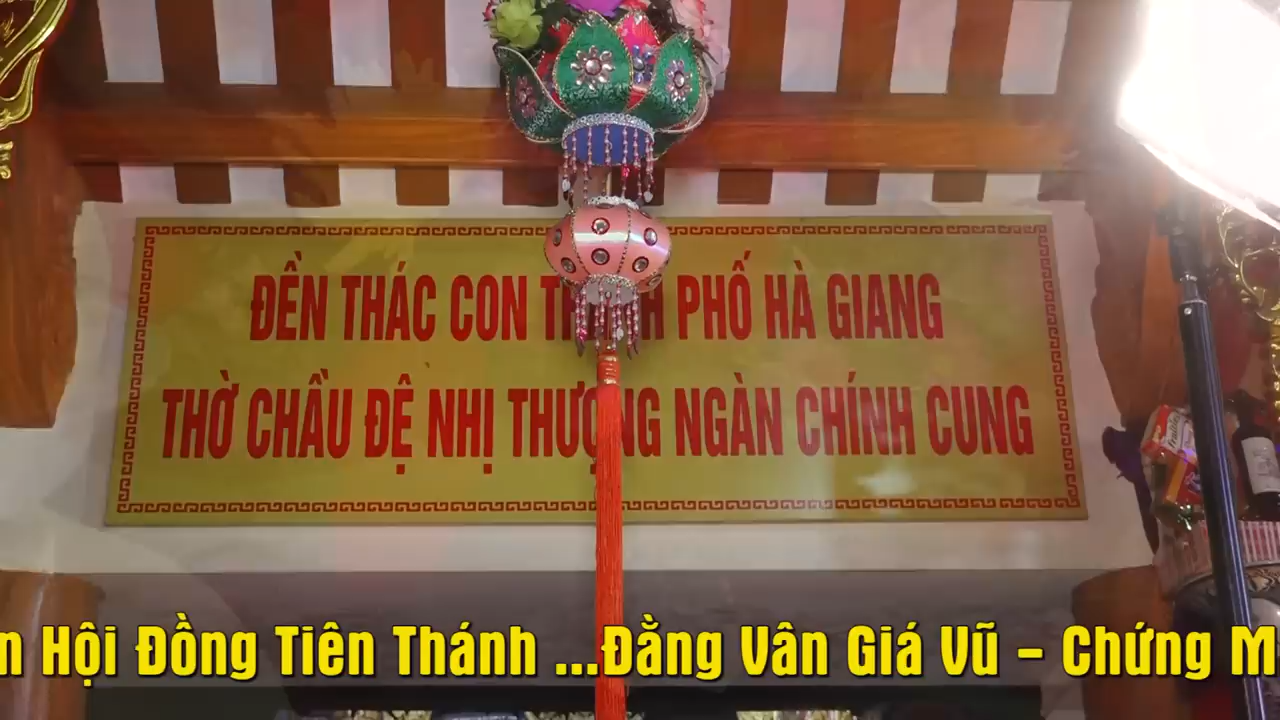 ĐỀN THÁC CON THÀNH PHỐ HÀ GIANG
THỜ CHẦU ĐỆ NHỊ THƯỢNG NGÀN CHÍNH CUNG
Hội Đồng Tiên Thánh ...Đằng Vân Giá Vũ - Chứng